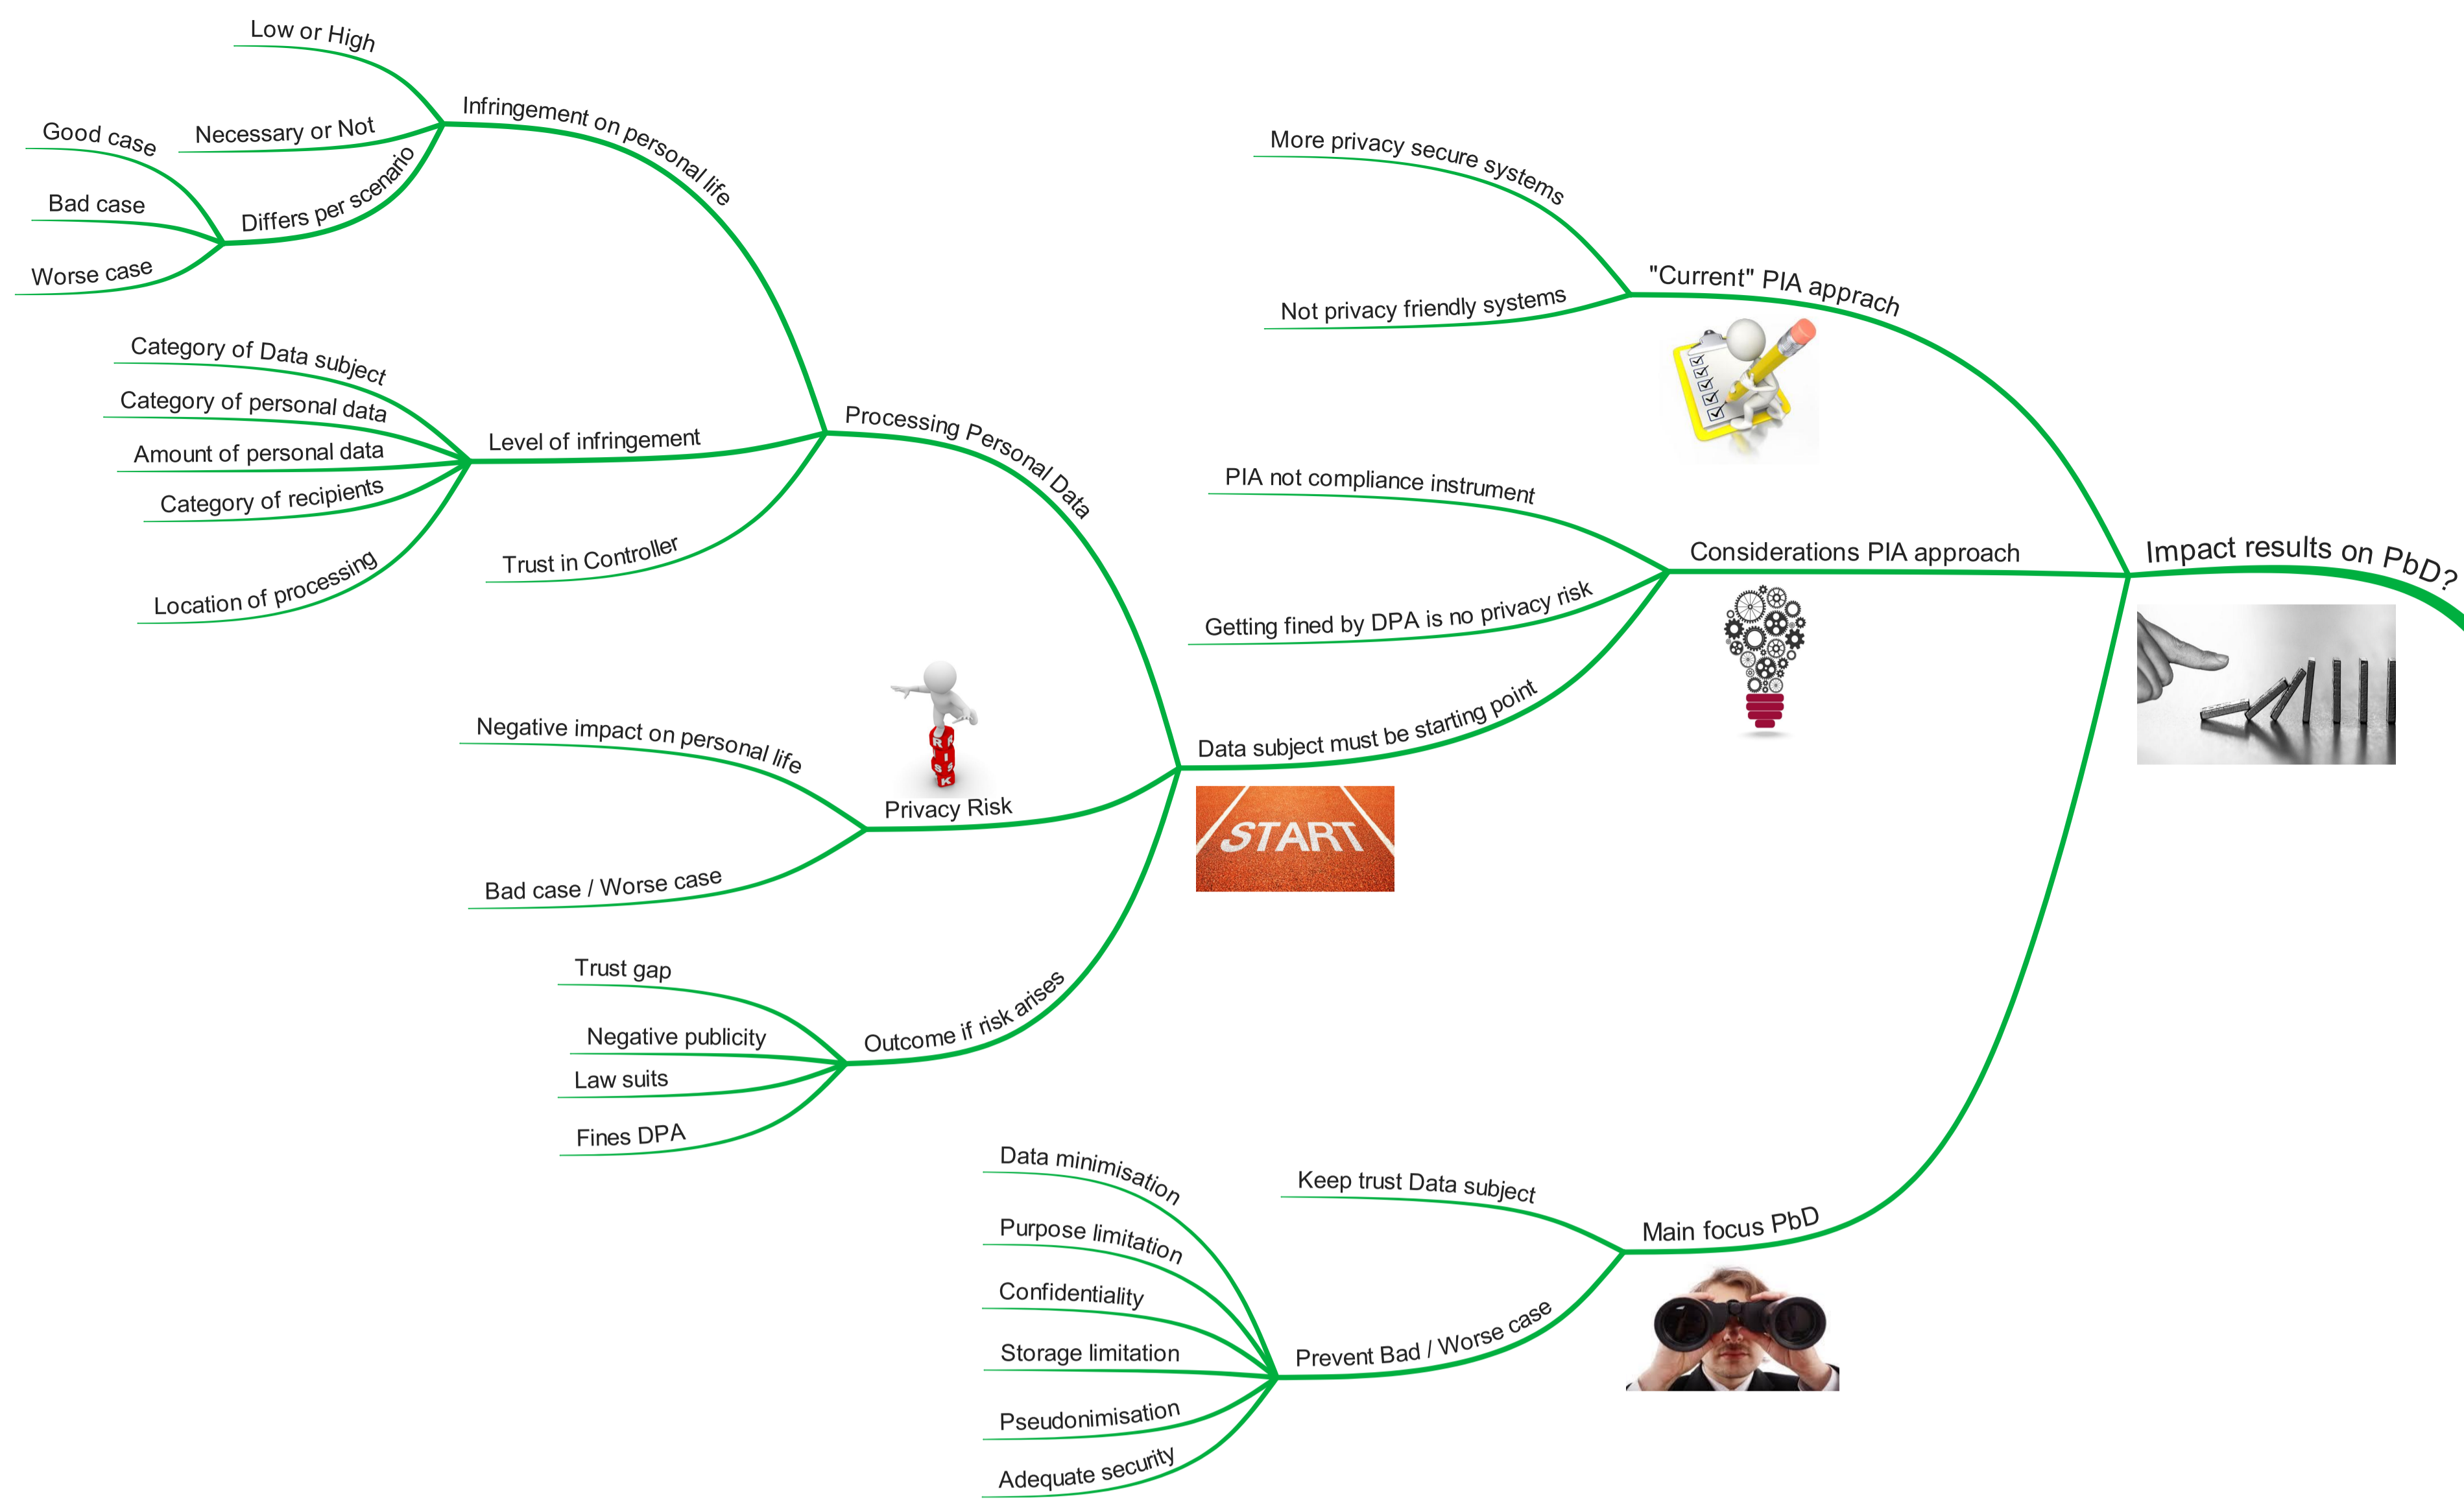 Impact results on PbD?
"Current" PIA apprach
More privacy secure systems
Not privacy friendly systems
Considerations PIA approach
PIA not compliance instrument
Getting fined by DPA is no privacy risk
Data subject must be starting point
START
Processing Personal Data
Infringement on personal life
Low or High
Necessary or Not
Differs per scenario
Good case
Bad case
Worse case
Level of infringement
Category of Data subject
Category of personal data
Amount of personal data
Category of recipients
Location of processing
Trust in Controller
Privacy Risk
RISK
Negative impact on personal life
Bad case / Worse case
Outcome if risk arises
Trust gap
Negative publicity
Law suits
Fines DPA
Main focus PbD
Keep trust Data subject
Prevent Bad / Worse case
Data minimisation
Purpose limitation
Confidentiality
Storage limitation
Pseudonimisation
Adequate security